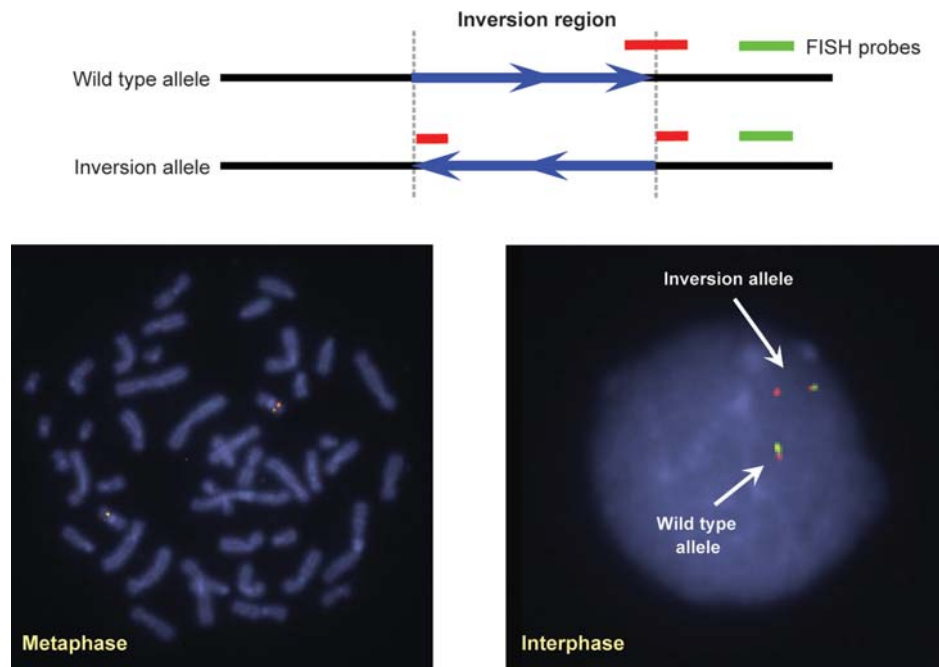 Inversion region
FISH probes
Wild type allele
Inversion allele
Inversion allele
Wild type
allele
Metaphase
Interphase